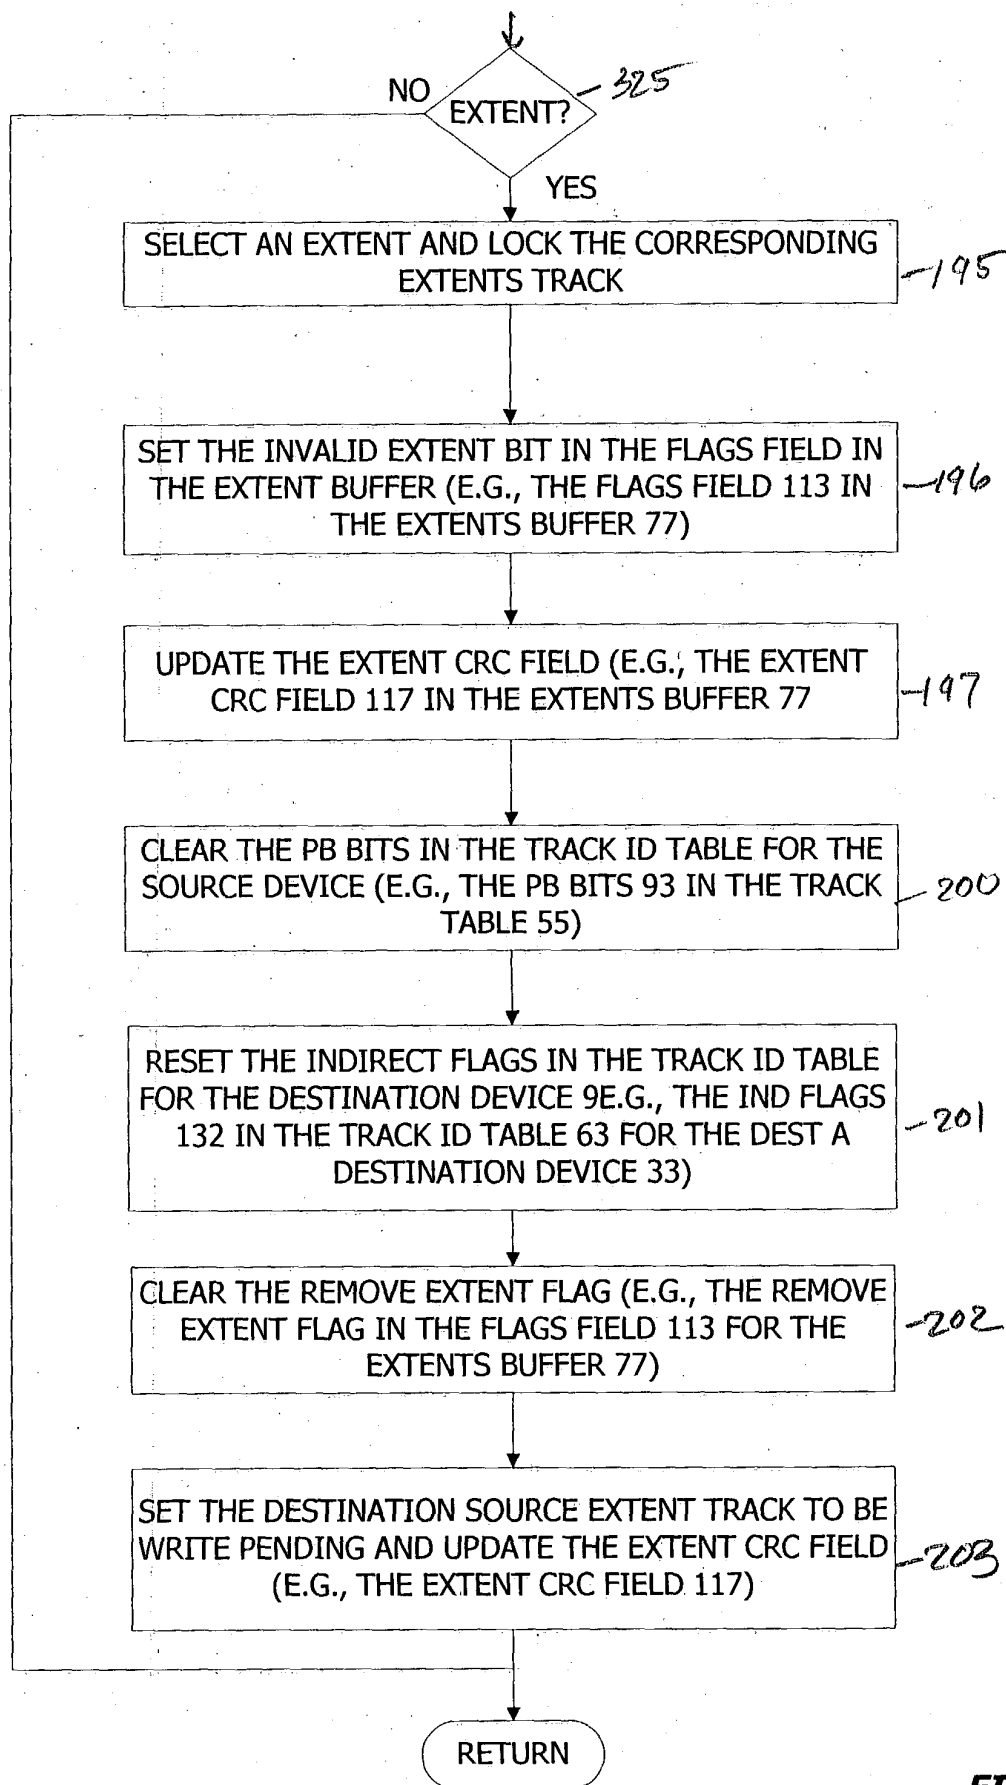 325
NO
EXTENT?
YES
SELECT AN EXTENT AND LOCK THE CORRESPONDING
EXTENTS TRACK
195
SET THE INVALID EXTENT BIT IN THE FLAGS FIELD IN
THE EXTENT BUFFER (E.G., THE FLAGS FIELD 113 IN
THE EXTENTS BUFFER 77)
196
UPDATE THE EXTENT CRC FIELD (E.G., THE EXTENT
CRC FIELD 117 IN THE EXTENTS BUFFER 77
197
CLEAR THE PB BITS IN THE TRACK ID TABLE FOR THE
SOURCE DEVICE (E.G., THE PB BITS 93 IN THE TRACK
TABLE 55)
200
RESET THE INDIRECT FLAGS IN THE TRACK ID TABLE
FOR THE DESTINATION DEVICE 9E.G., THE IND FLAGS
132 IN THE TRACK ID TABLE 63 FOR THE DEST A
DESTINATION DEVICE 33)
201
CLEAR THE REMOVE EXTENT FLAG (E.G., THE REMOVE
EXTENT FLAG IN THE FLAGS FIELD 113 FOR THE
EXTENTS BUFFER 77)
202
SET THE DESTINATION SOURCE EXTENT TRACK TO BE
WRITE PENDING AND UPDATE THE EXTENT CRC FIELD
(E.G., THE EXTENT CRC FIELD 117)
203
RETURN